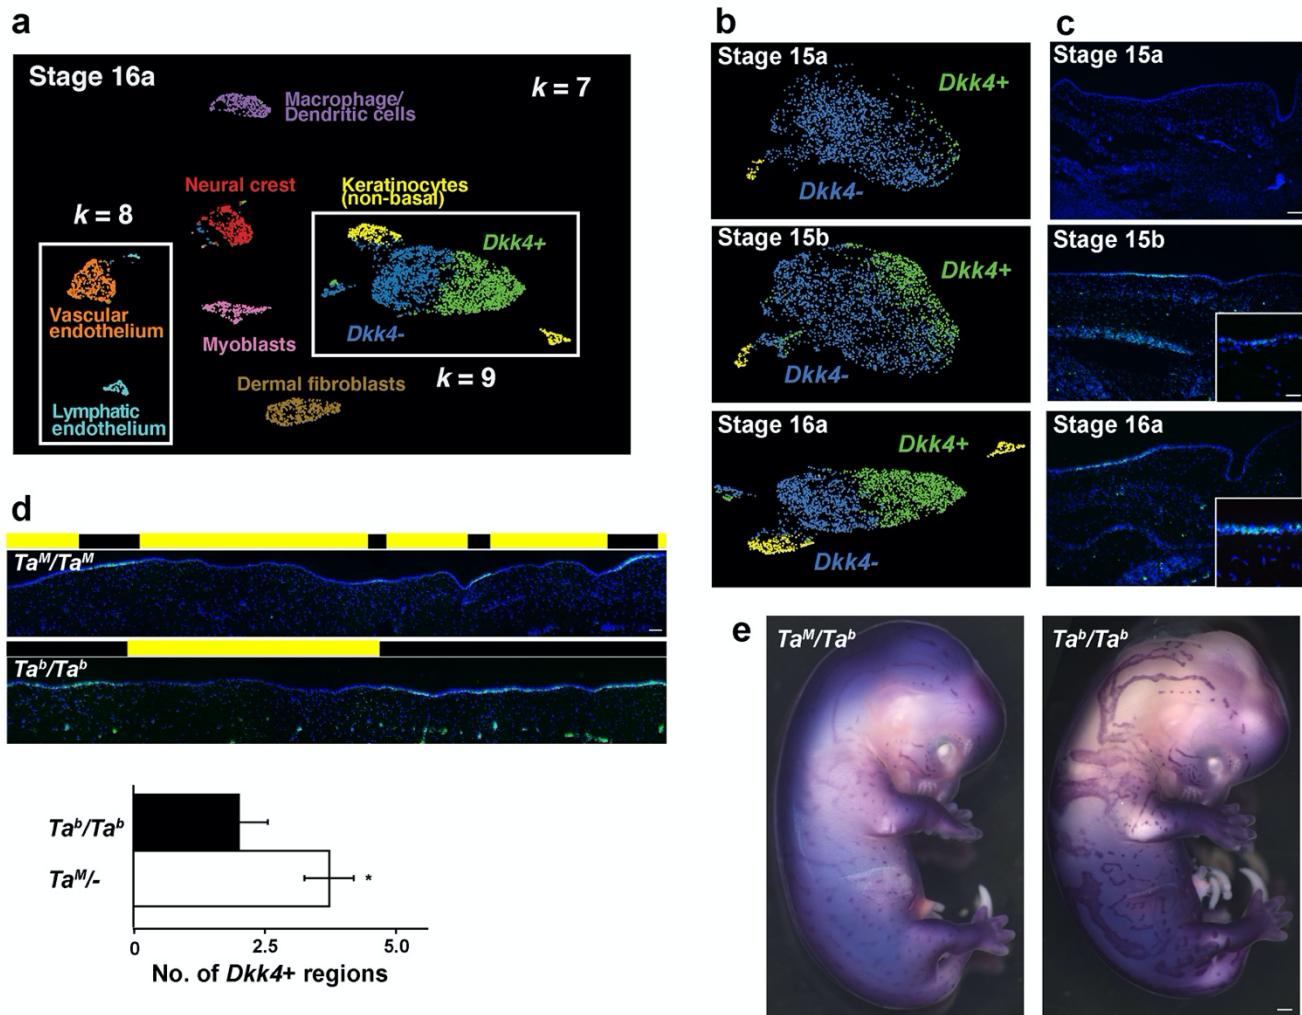 a
Stage 16a
k = 7
Macrophage/
Dendritic cells
Neural crest
Keratinocytes
(non-basal)
k = 8
Dkk4+
Vascular
endothelium
Myoblasts
Dkk4-
k = 9
Dermal fibroblasts
Lymphatic
endothelium
b
Stage 15a
Dkk4+
Dkk4-
Stage 15b
Dkk4+
Dkk4-
Stage 16a
Dkk4+
Dkk4-
c
Stage 15a
Stage 15b
Stage 16a
d
Taᴹ/Taᴹ
Taᵇ/Taᵇ
Taᵇ/Taᵇ
Taᴹ/-
*
0 2.5 5.0
No. of Dkk4+ regions
e
Taᴹ/Taᵇ
Taᵇ/Taᵇ